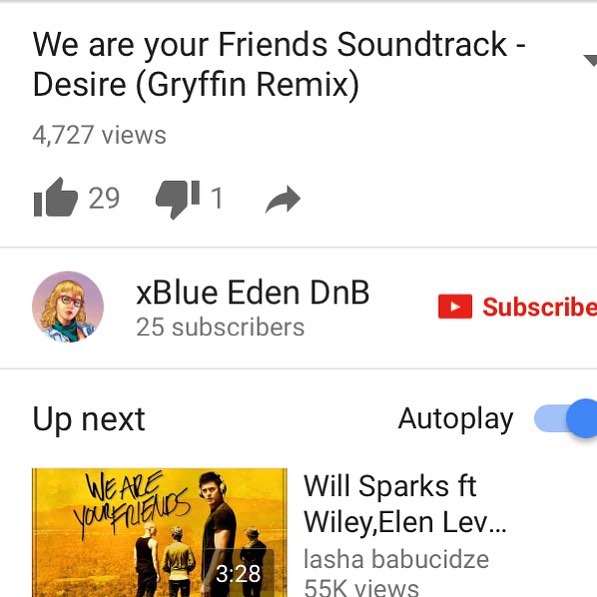 We are your Friends Soundtrack -
Desire (Gryffin Remix)
4,727 views
29
1
xBlue Eden DnB
25 subscribers
Subscribe
Up next
Autoplay
WE ARE
YOUR FRIENDS
3:28
Will Sparks ft
Wiley,Elen Lev...
lasha babucidze
55K views